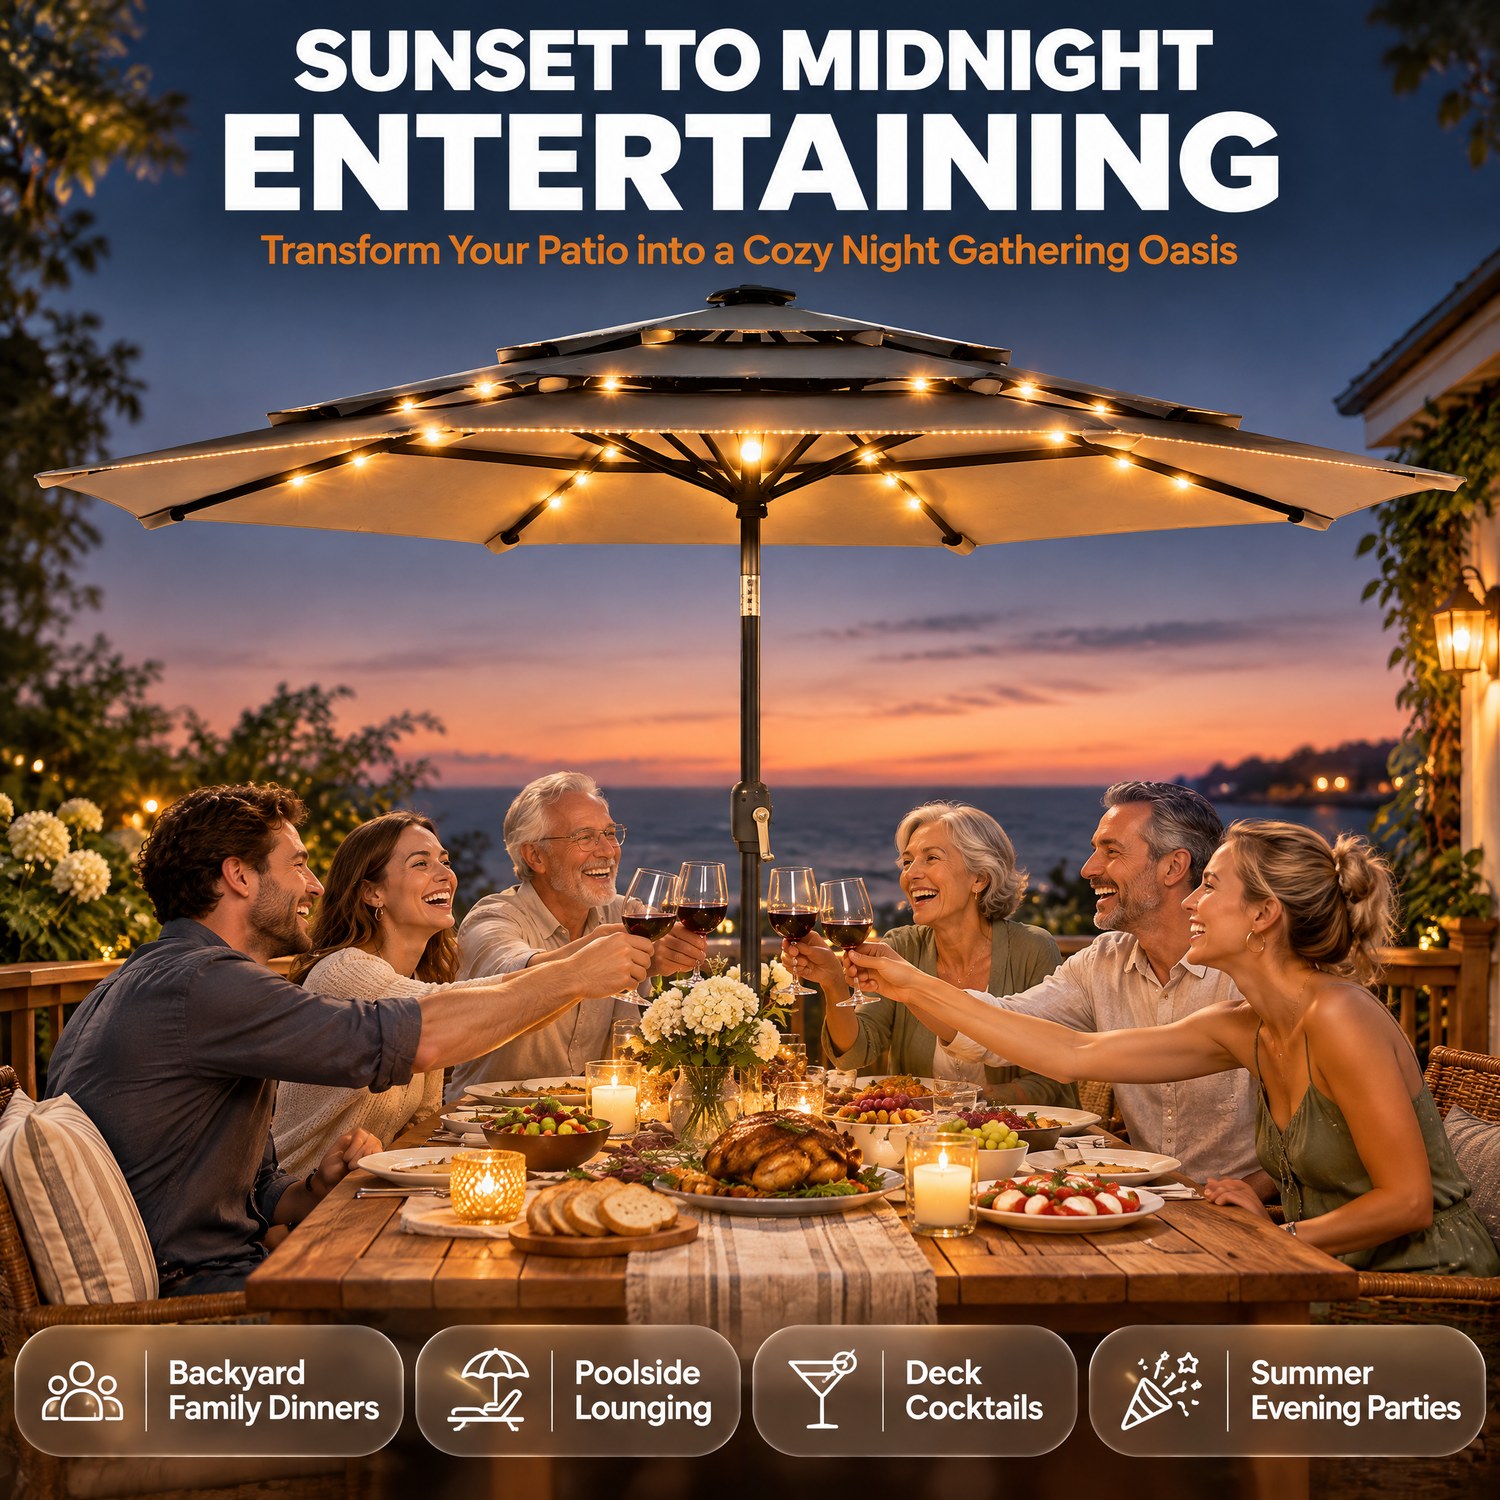 SUNSET TO MIDNIGHT
ENTERTAINING
Transform Your Patio into a Cozy Night Gathering Oasis
Backyard
Family Dinners
Poolside
Lounging
Deck
Cocktails
Summer
Evening Parties